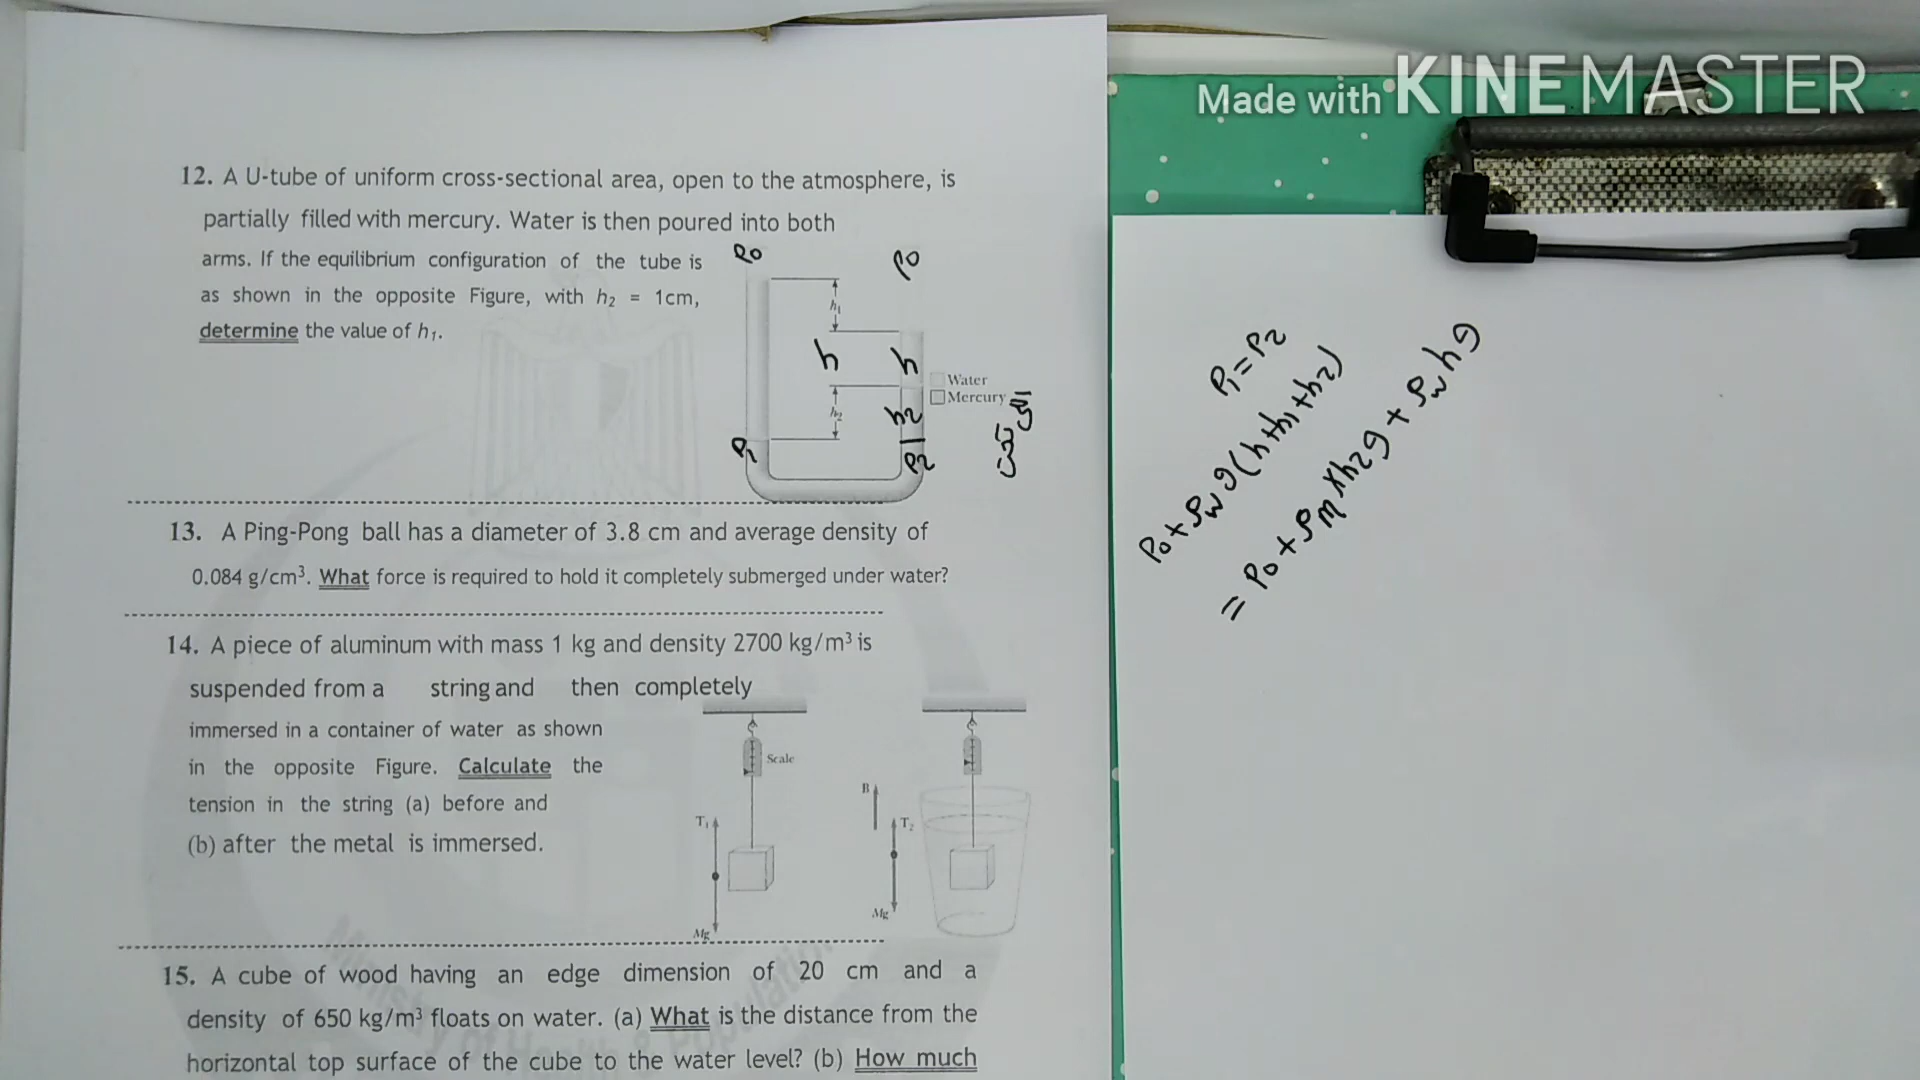 Made with KINEMASTER
12. A U-tube of uniform cross-sectional area, open to the atmosphere, is
partially filled with mercury. Water is then poured into both
arms. If the equilibrium configuration of the tube is
as shown in the opposite Figure, with h₂ = 1cm,
determine the value of h₁.
P0
P0
h₁
h
h
h₂
h2
Water
Mercury
P1
P2
13. A Ping-Pong ball has a diameter of 3.8 cm and average density of
0.084 g/cm³. What force is required to hold it completely submerged under water?
14. A piece of aluminum with mass 1 kg and density 2700 kg/m³ is
suspended from a string and then completely
immersed in a container of water as shown
in the opposite Figure. Calculate the
tension in the string (a) before and
(b) after the metal is immersed.
Scale
B
T₁
T₂
Mg
Mg
15. A cube of wood having an edge dimension of 20 cm and a
density of 650 kg/m³ floats on water. (a) What is the distance from the
horizontal top surface of the cube to the water level? (b) How much
P1 = P2
P0 + ρw g (h+h1+h2)
= P0 + ρm x h2 g + ρw h g